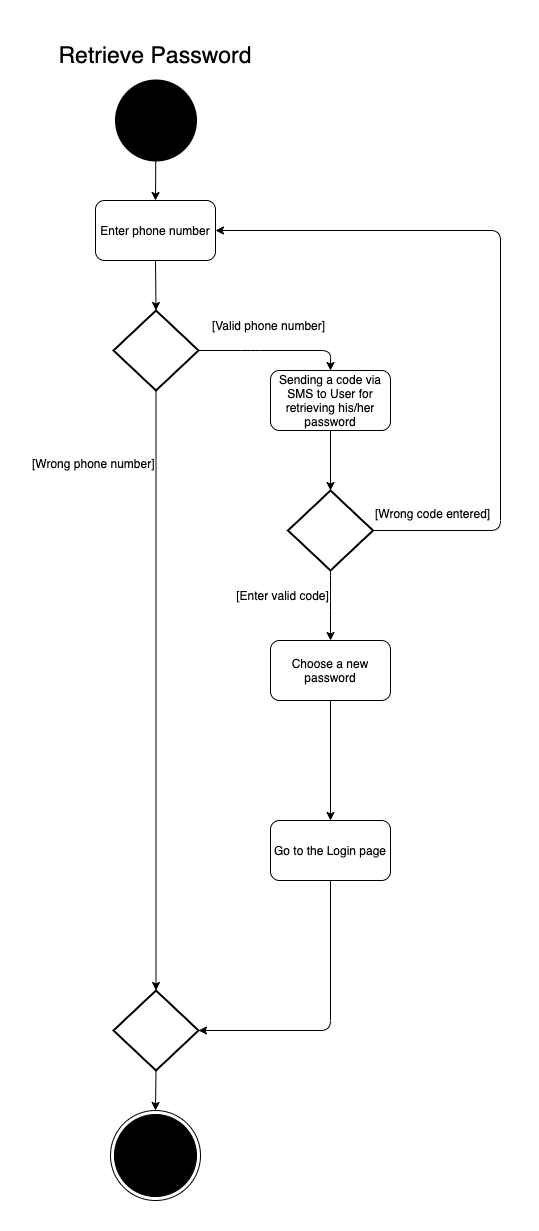 Retrieve Password
Enter phone number
[Valid phone number]
Sending a code via
SMS to User for
retrieving his/her
password
[Wrong phone number]
[Wrong code entered]
[Enter valid code]
Choose a new
password
Go to the Login page